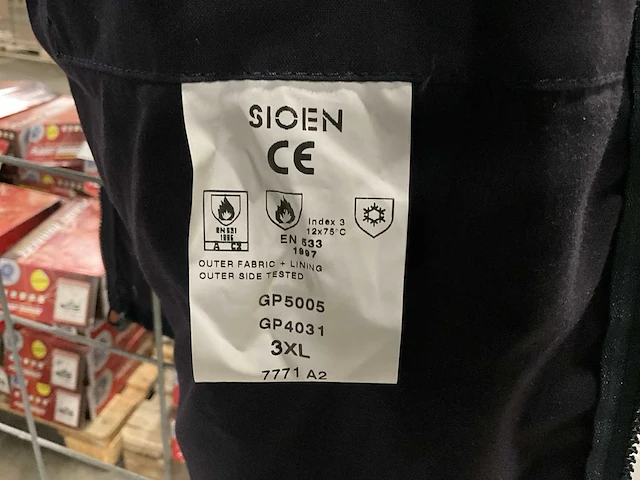 SIOEN
CE
EN 531
1995
A C2
Index 3
12x75°C
EN 533
1997
OUTER FABRIC + LINING
OUTER SIDE TESTED
GP5005
GP4031
3XL
7771 A2